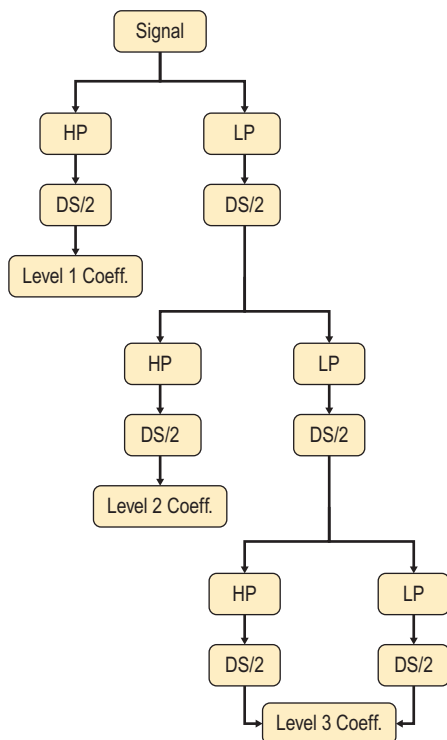 Signal
HP
LP
DS/2
DS/2
Level 1 Coeff.
HP
LP
DS/2
DS/2
Level 2 Coeff.
HP
LP
DS/2
DS/2
Level 3 Coeff.